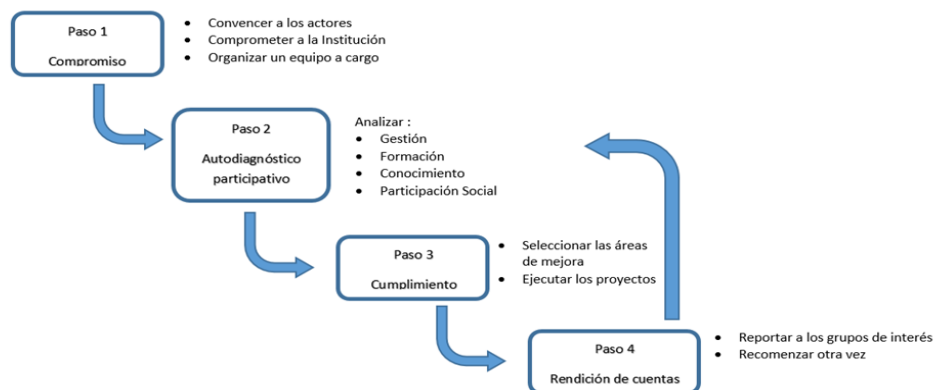 Paso 1
Compromiso
• Convencer a los actores
• Comprometer a la Institución
• Organizar un equipo a cargo
Paso 2
Autodiagnóstico
participativo
Analizar :
• Gestión
• Formación
• Conocimiento
• Participación Social
Paso 3
Cumplimiento
• Seleccionar las áreas
de mejora
• Ejecutar los proyectos
Paso 4
Rendición de cuentas
• Reportar a los grupos de interés
• Recomenzar otra vez